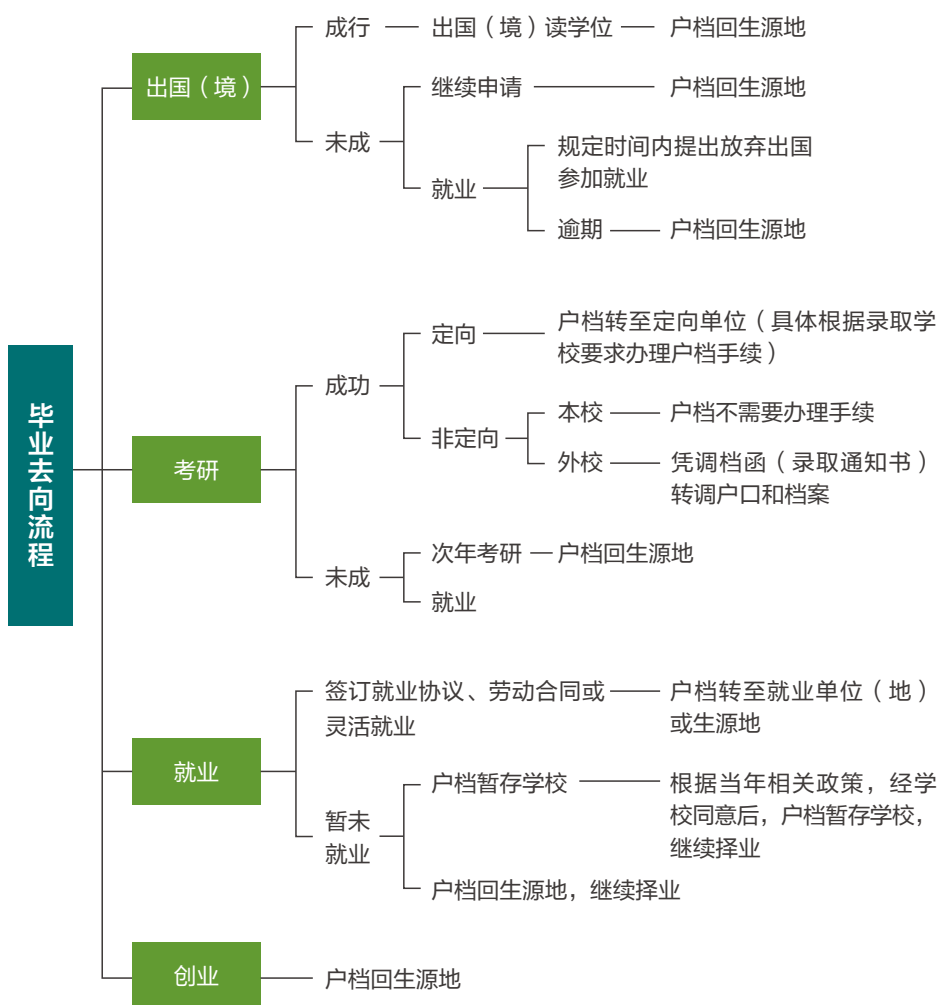 毕业去向流程
出国（境）
成行
出国（境）读学位
户档回生源地
未成
继续申请
户档回生源地
就业
规定时间内提出放弃出国
参加就业
逾期
户档回生源地
考研
成功
定向
户档转至定向单位（具体根据录取学
校要求办理户档手续）
非定向
本校
户档不需要办理手续
外校
凭调档函（录取通知书）
转调户口和档案
未成
次年考研
户档回生源地
就业
就业
签订就业协议、劳动合同或
灵活就业
户档转至就业单位（地）
或生源地
暂未
就业
户档暂存学校
根据当年相关政策，经学
校同意后，户档暂存学校，
继续择业
户档回生源地，继续择业
创业
户档回生源地